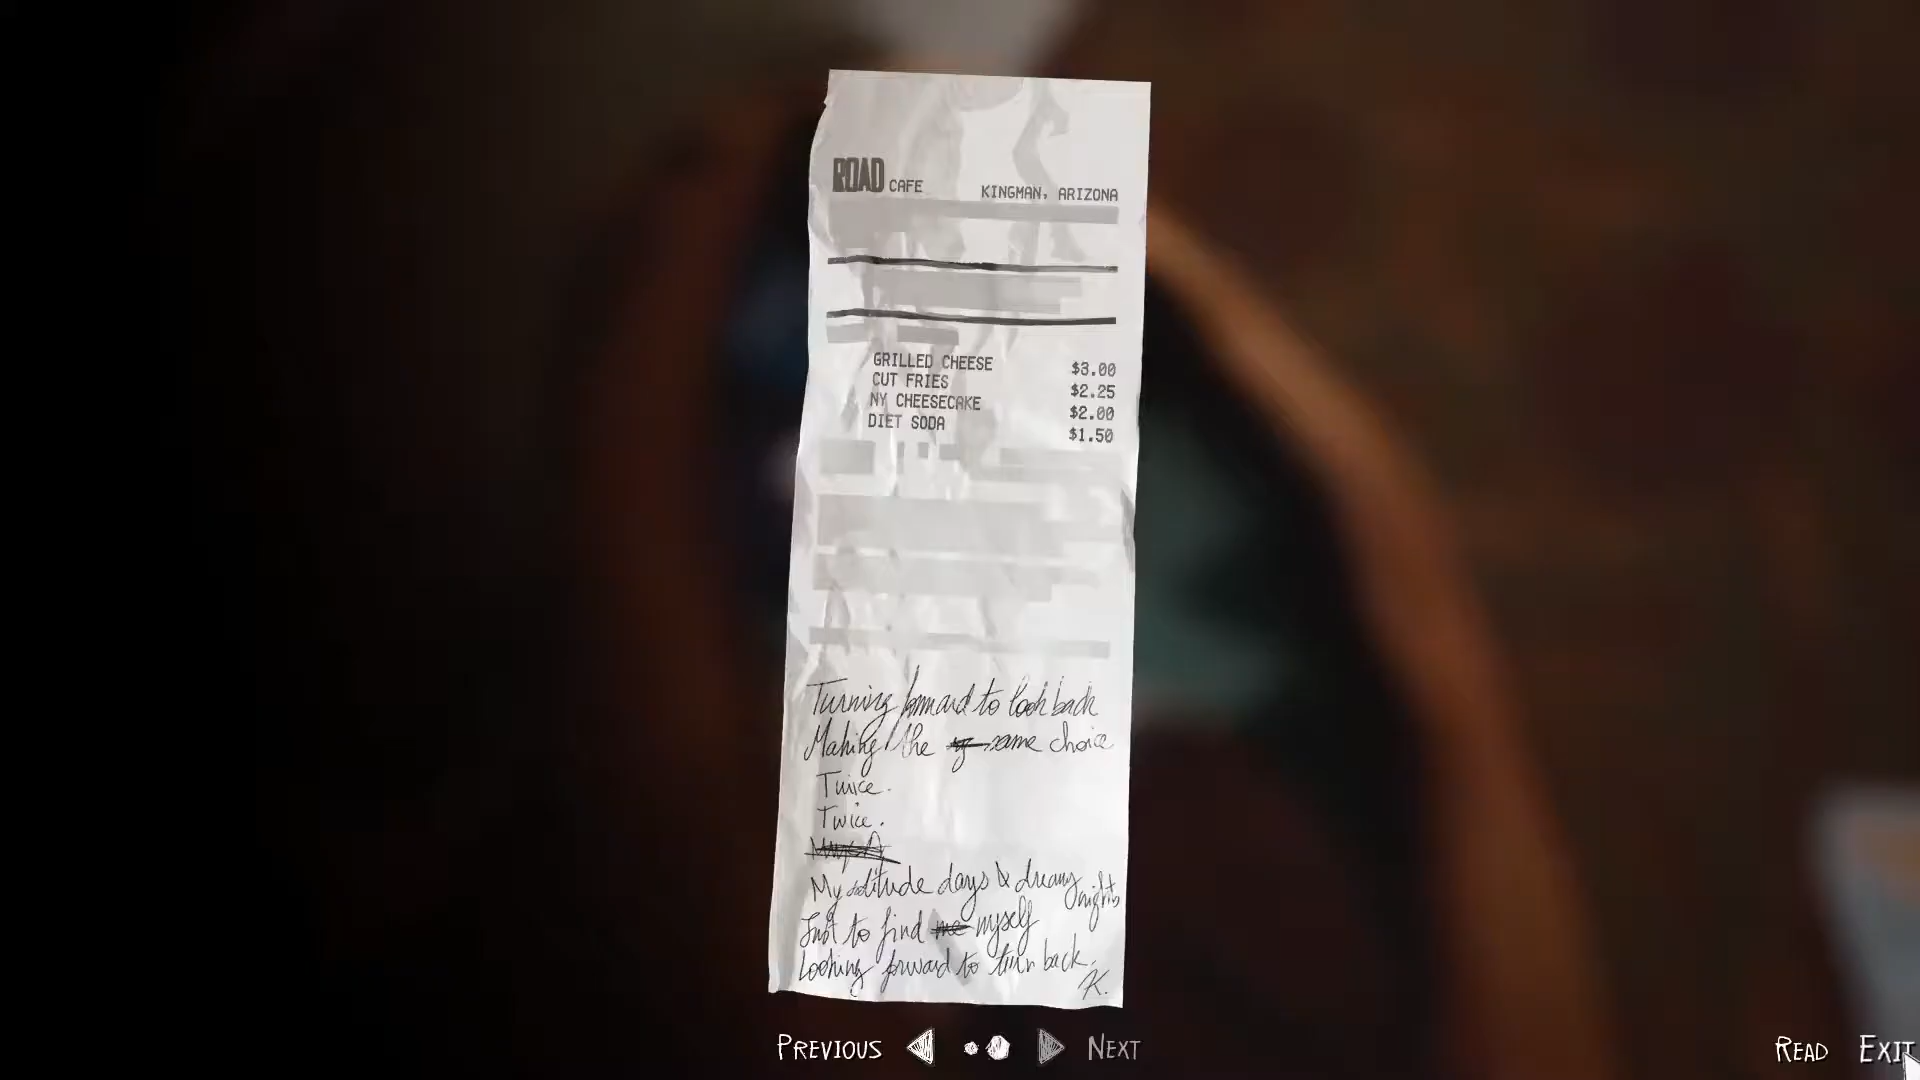 ROAD CAFE KINGMAN, ARIZONA
GRILLED CHEESE $3.00
CUT FRIES $2.25
NY CHEESECAKE $2.00
DIET SODA $1.50
Turning forward to look back
Making the same choice
Twice.
Twice.
My solitude days & dreamy nights
Just to find me myself
Looking forward to turn back.
K.
PREVIOUS NEXT
READ EXIT